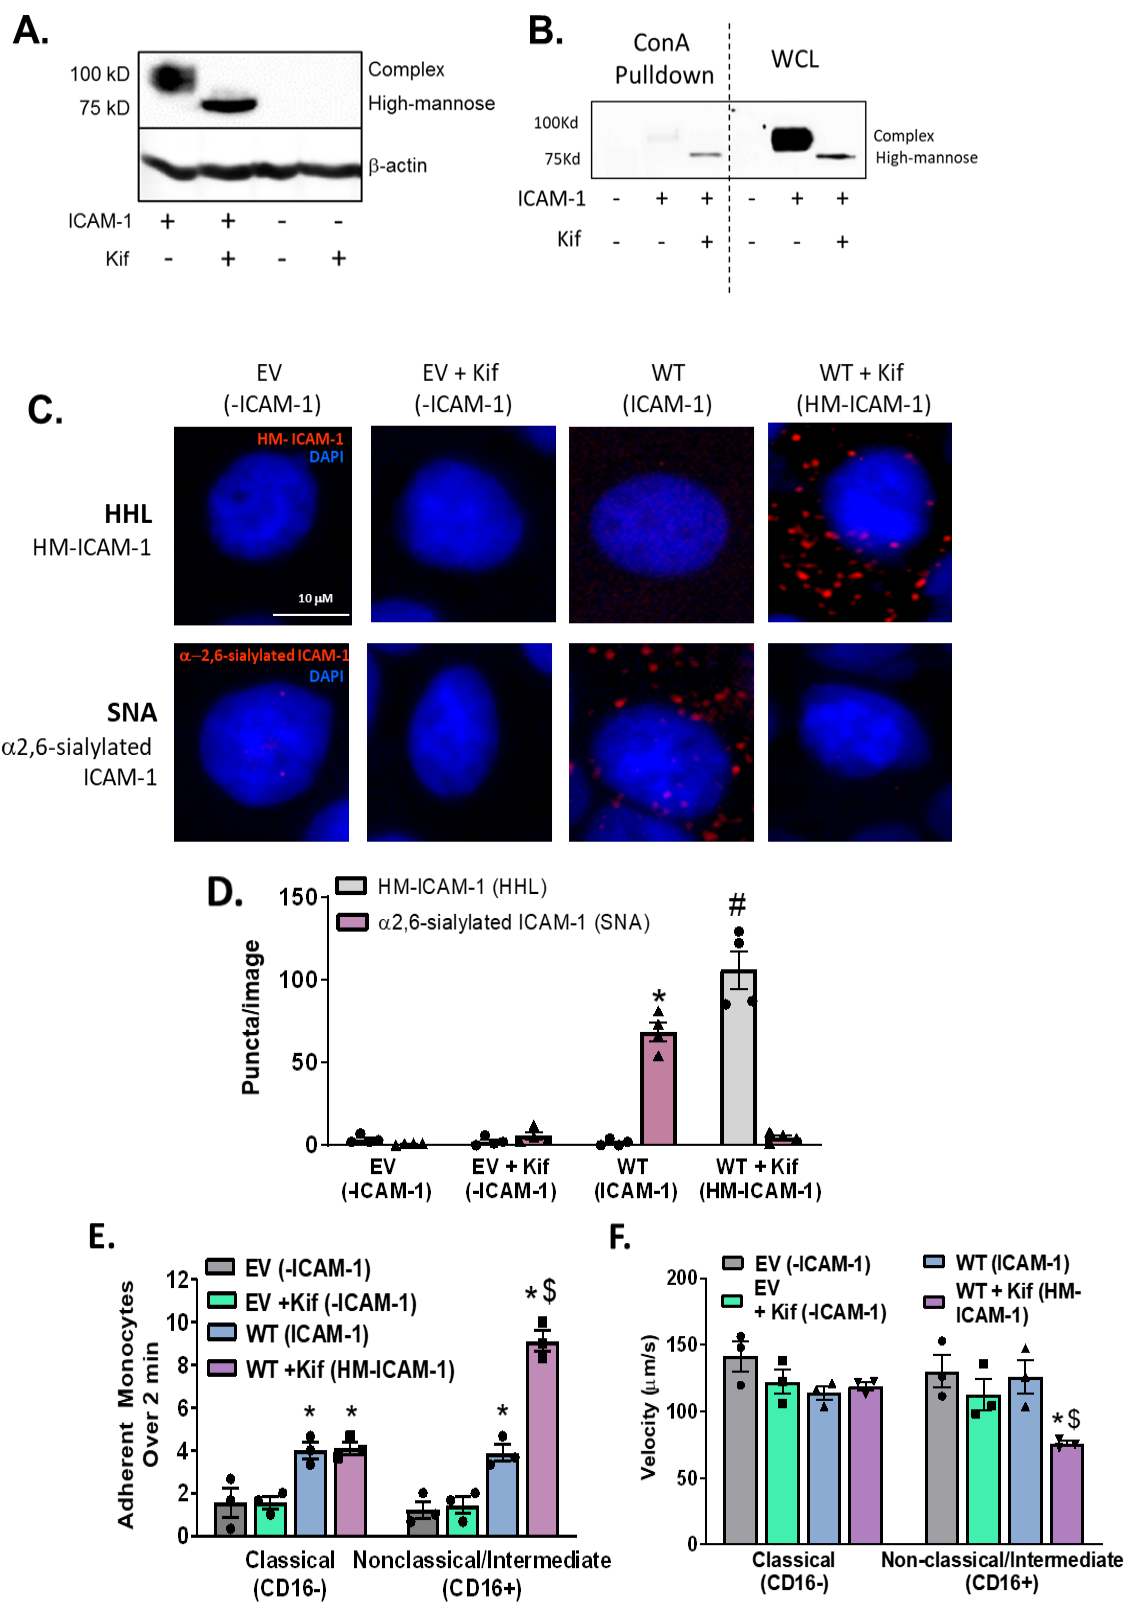 A.
100 kD
75 kD
Complex
High-mannose
β-actin
ICAM-1 + + - -
Kif - + - +
B.
ConA
Pulldown
WCL
100Kd
75Kd
Complex
High-mannose
ICAM-1 - + + - + +
Kif - - + - - +
C.
EV
(-ICAM-1)
EV + Kif
(-ICAM-1)
WT
(ICAM-1)
WT + Kif
(HM-ICAM-1)
HHL
HM-ICAM-1
HM- ICAM-1
DAPI
10 μM
SNA
α2,6-sialylated
ICAM-1
α–2,6-sialylated ICAM-1
DAPI
D.
HM-ICAM-1 (HHL)
α2,6-sialylated ICAM-1 (SNA)
Puncta/image
150
100
50
0
*
#
EV
(-ICAM-1)
EV + Kif
(-ICAM-1)
WT
(ICAM-1)
WT + Kif
(HM-ICAM-1)
E.
EV (-ICAM-1)
EV +Kif (-ICAM-1)
WT (ICAM-1)
WT +Kif (HM-ICAM-1)
Adherent Monocytes
Over 2 min
12
10
8
6
4
2
0
* * * * $
Classical
(CD16-)
Nonclassical/Intermediate
(CD16+)
F.
EV (-ICAM-1)
EV
+ Kif (-ICAM-1)
WT (ICAM-1)
WT + Kif (HM-
ICAM-1)
Velocity (μm/s)
200
150
100
50
0
* $
Classical
(CD16-)
Non-classical/Intermediate
(CD16+)